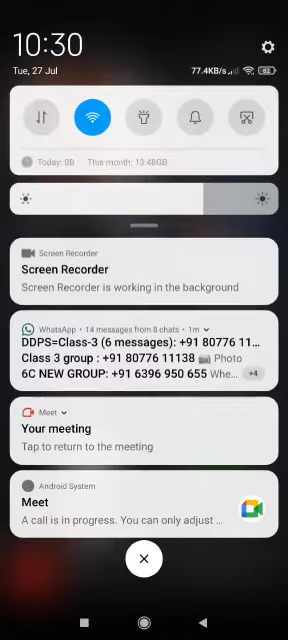 10:30
Tue, 27 Jul
77.4KB/s
82
Today: 0B This month: 13.48GB
Screen Recorder
Screen Recorder
Screen Recorder is working in the background
WhatsApp • 14 messages from 8 chats • 1m
DDPS=Class-3 (6 messages): +91 80776 11...
Class 3 group : +91 80776 11138 📷 Photo
6C NEW GROUP: +91 6396 950 655 Whe... +4
Meet
Your meeting
Tap to return to the meeting
Android System
Meet
A call is in progress. You can only adjust ...